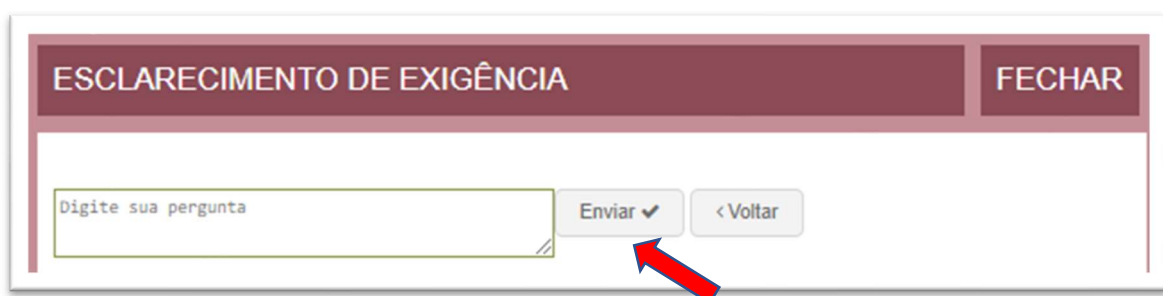 ESCLARECIMENTO DE EXIGÊNCIA FECHAR
Digite sua pergunta Enviar ✔ < Voltar